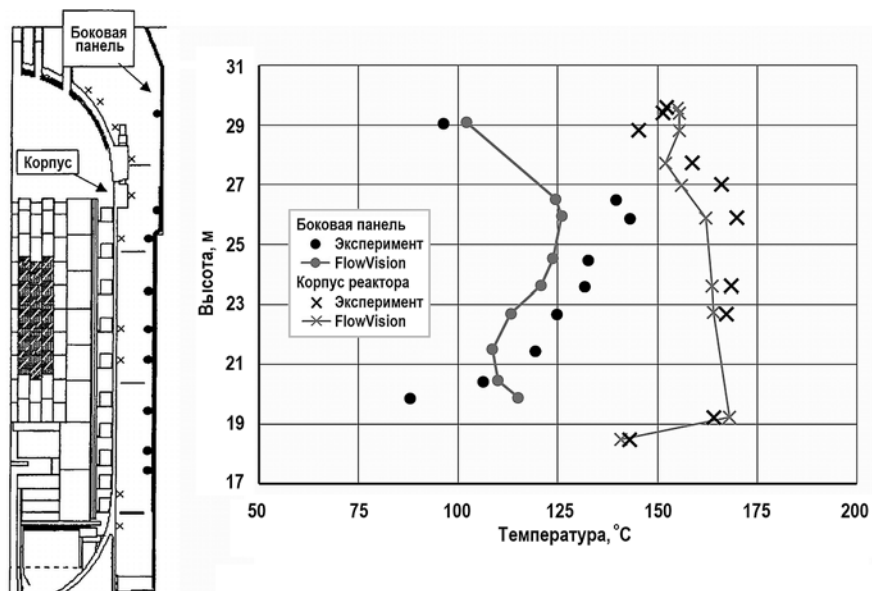 Боковая
панель
Корпус
Высота, м
31
29
27
25
23
21
19
17
Боковая панель
Эксперимент
FlowVision
Корпус реактора
Эксперимент
FlowVision
50 75 100 125 150 175 200
Температура, °C